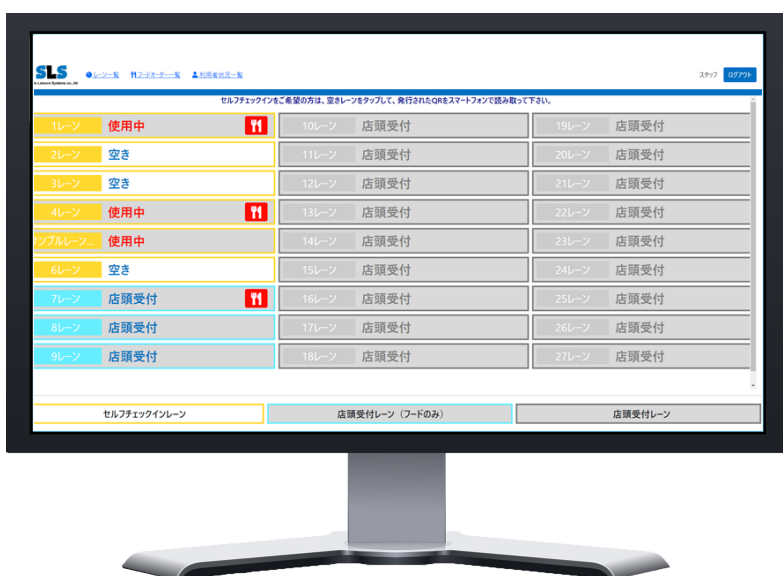 SLS
レーン一覧 フードオーダー一覧 利用者状況一覧 スタッフ ログアウト
セルフチェックインをご希望の方は、空きレーンをタップして、発行されたQRをスマートフォンで読み取って下さい。
1レーン 使用中 10レーン 店頭受付 19レーン 店頭受付
2レーン 空き 11レーン 店頭受付 20レーン 店頭受付
3レーン 空き 12レーン 店頭受付 21レーン 店頭受付
4レーン 使用中 13レーン 店頭受付 22レーン 店頭受付
ンプルレーン... 使用中 14レーン 店頭受付 23レーン 店頭受付
6レーン 空き 15レーン 店頭受付 24レーン 店頭受付
7レーン 店頭受付 16レーン 店頭受付 25レーン 店頭受付
8レーン 店頭受付 17レーン 店頭受付 26レーン 店頭受付
9レーン 店頭受付 18レーン 店頭受付 27レーン 店頭受付
セルフチェックインレーン 店頭受付レーン（フードのみ） 店頭受付レーン